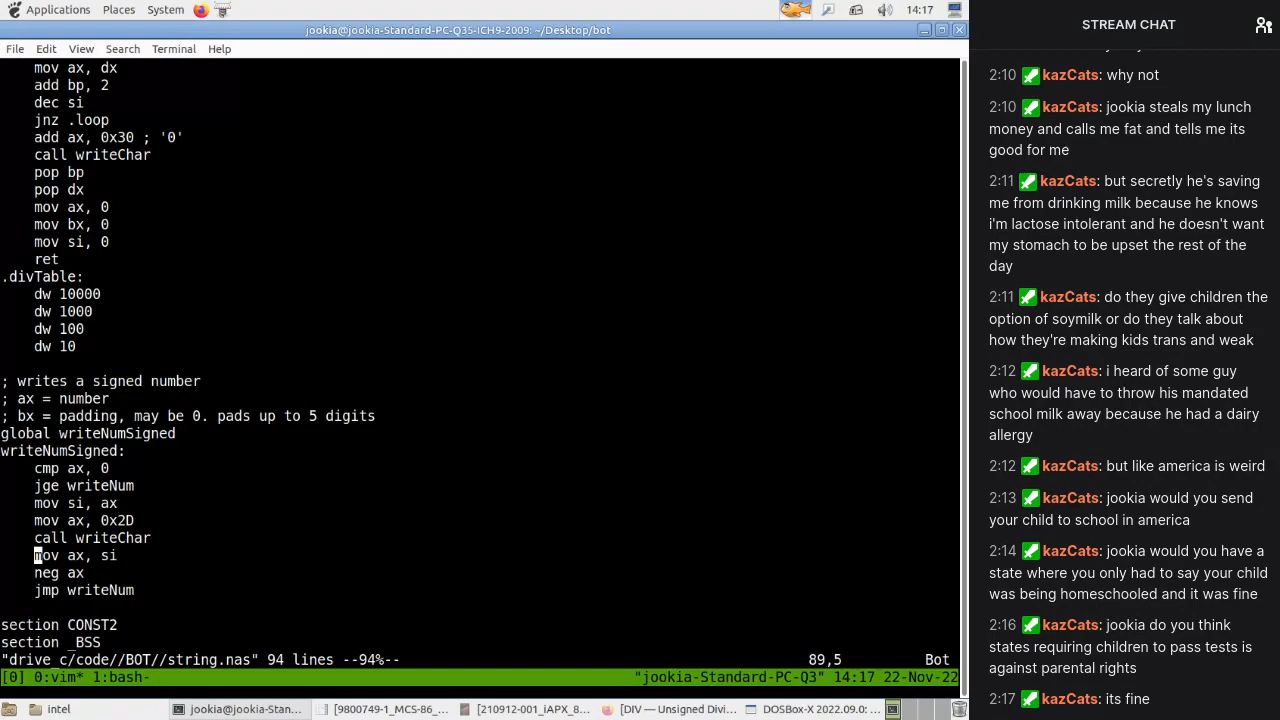 Applications Places System 14:17
jookia@jookia-Standard-PC-Q35-ICH9-2009: ~/Desktop/bot
File Edit View Search Terminal Help
mov ax, dx
add bp, 2
dec si
jnz .loop
add ax, 0x30 ; '0'
call writeChar
pop bp
pop dx
mov ax, 0
mov bx, 0
mov si, 0
ret
.divTable:
dw 10000
dw 1000
dw 100
dw 10
; writes a signed number
; ax = number
; bx = padding, may be 0. pads up to 5 digits
global writeNumSigned
writeNumSigned:
cmp ax, 0
jge writeNum
mov si, ax
mov ax, 0x2D
call writeChar
mov ax, si
neg ax
jmp writeNum
section CONST2
section _BSS
"drive_c/code//BOT//string.nas" 94 lines --94%-- 89,5 Bot
[0] 0:vim* 1:bash- "jookia-Standard-PC-Q3" 14:17 22-Nov-22
intel jookia@jookia-Stan... [9800749-1_MCS-86_... [210912-001_iAPX_8... [DIV — Unsigned Divi... DOSBox-X 2022.09.0: ...
STREAM CHAT
2:10 kazCats: why not
2:10 kazCats: jookia steals my lunch
money and calls me fat and tells me its
good for me
2:11 kazCats: but secretly he's saving
me from drinking milk because he knows
i'm lactose intolerant and he doesn't want
my stomach to be upset the rest of the
day
2:11 kazCats: do they give children the
option of soymilk or do they talk about
how they're making kids trans and weak
2:12 kazCats: i heard of some guy
who would have to throw his mandated
school milk away because he had a dairy
allergy
2:12 kazCats: but like america is weird
2:13 kazCats: jookia would you send
your child to school in america
2:14 kazCats: jookia would you have a
state where you only had to say your child
was being homeschooled and it was fine
2:16 kazCats: jookia do you think
states requiring children to pass tests is
against parental rights
2:17 kazCats: its fine